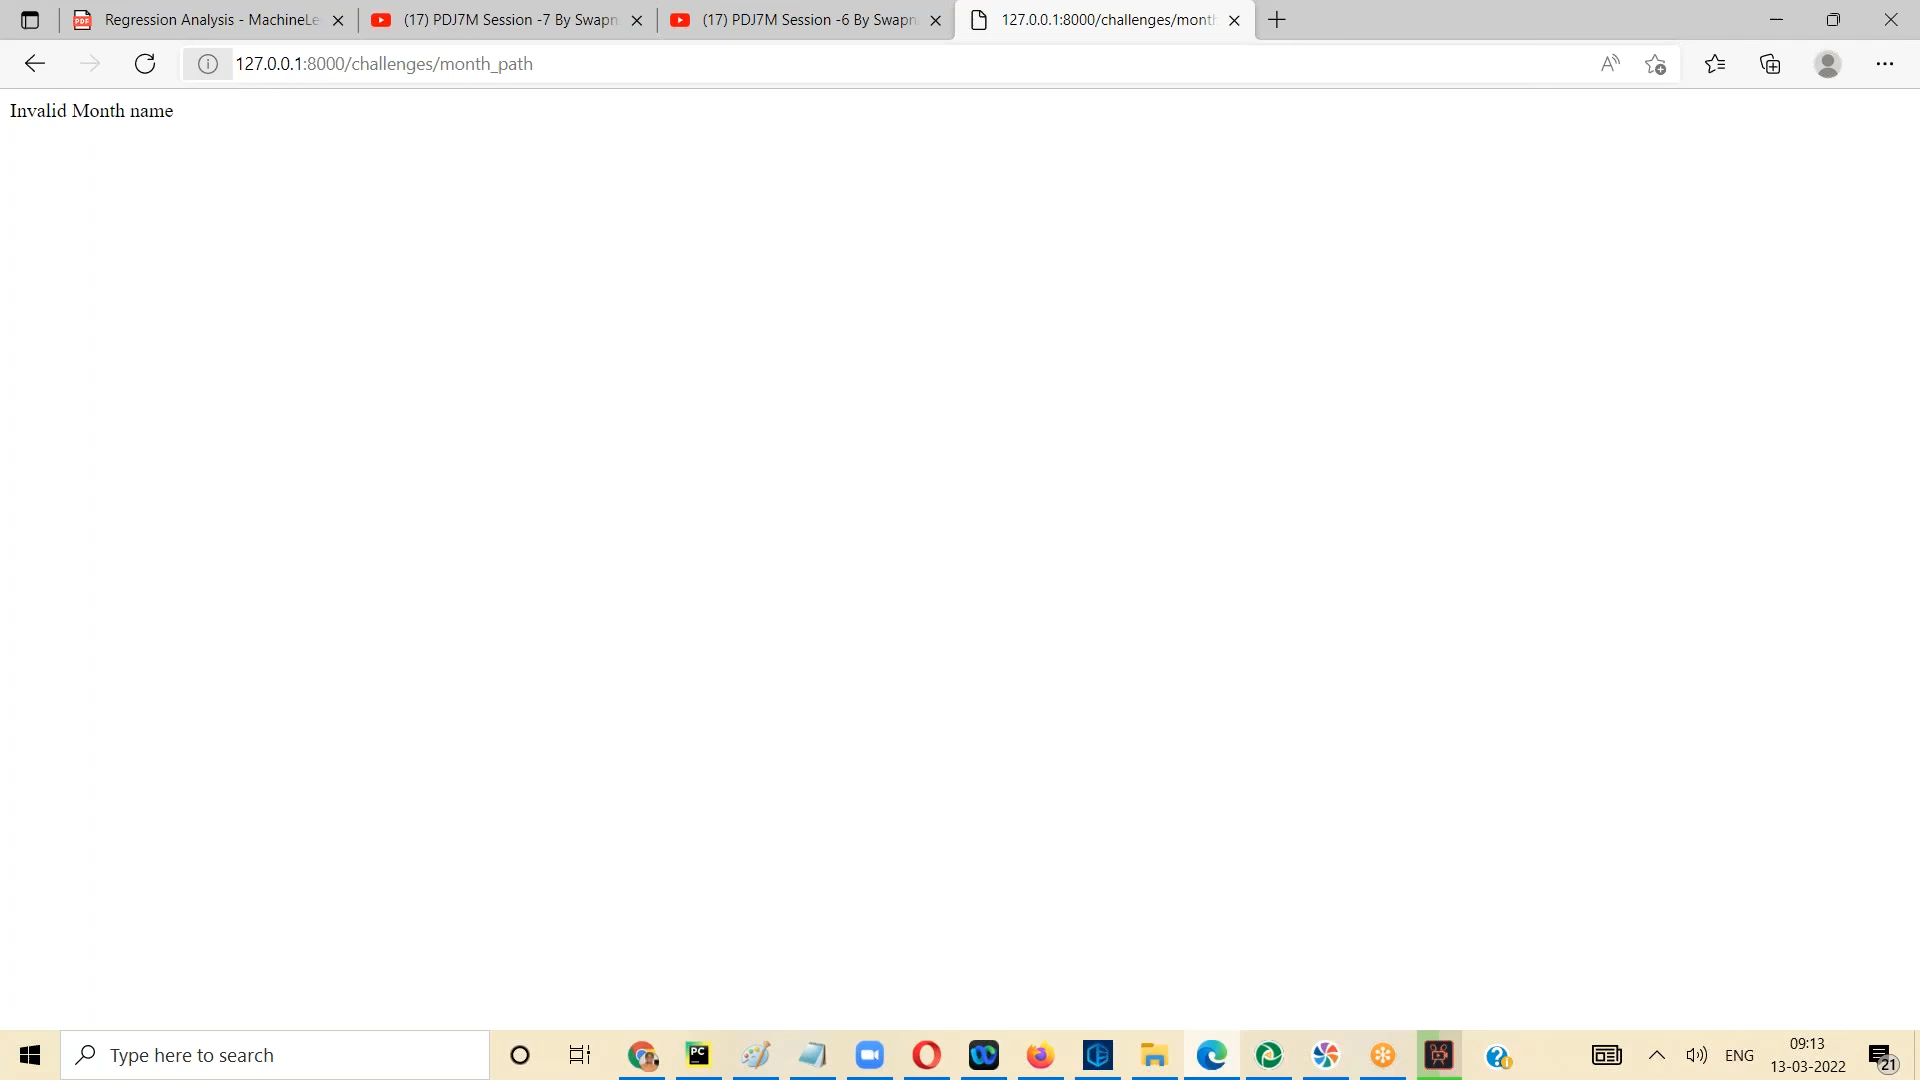 Regression Analysis - MachineLe
(17) PDJ7M Session -7 By Swapn
(17) PDJ7M Session -6 By Swapn
127.0.0.1:8000/challenges/month
127.0.0.1:8000/challenges/month_path
Invalid Month name
Type here to search
ENG
09:13
13-03-2022
21